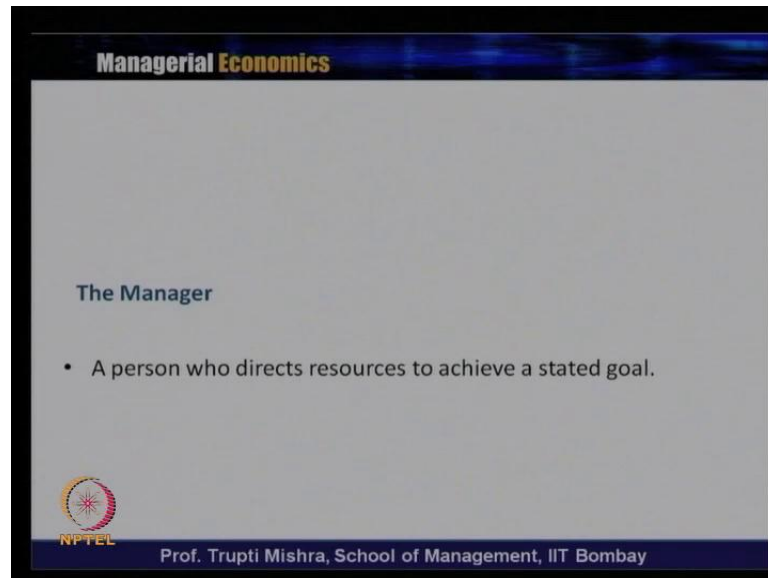 Managerial Economics
The Manager
• A person who directs resources to achieve a stated goal.
NPTEL
Prof. Trupti Mishra, School of Management, IIT Bombay